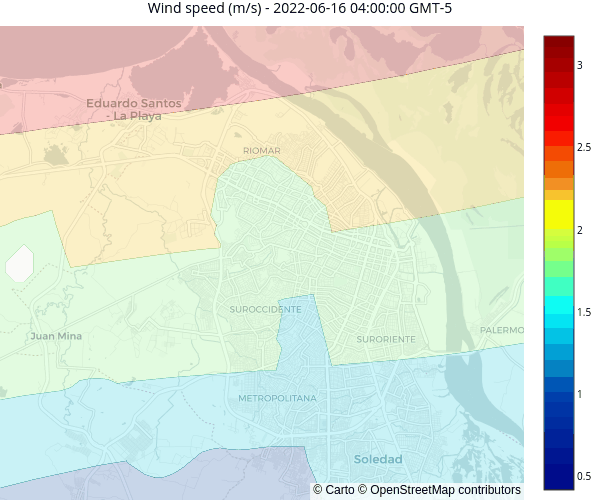 Wind speed (m/s) - 2022-06-16 04:00:00 GMT-5
3
Eduardo Santos
- La Playa
2.5
RIOMAR
2
SUROCCIDENTE
1.5
Juan Mina
SURORIENTE
PALERMO
1
METROPOLITANA
Soledad
0.5
© Carto © OpenStreetMap contributors